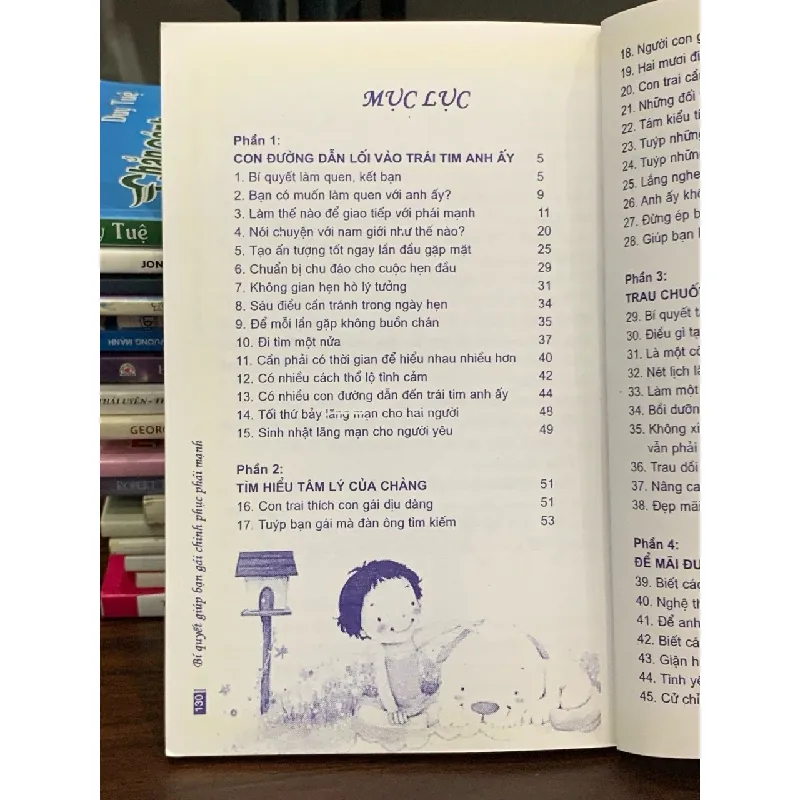 MỤC LỤC
Phần 1:
CON ĐƯỜNG DẪN LỐI VÀO TRÁI TIM ANH ẤY 5
1. Bí quyết làm quen, kết bạn 5
2. Bạn có muốn làm quen với anh ấy? 9
3. Làm thế nào để giao tiếp với phái mạnh 11
4. Nói chuyện với nam giới như thế nào? 20
5. Tạo ấn tượng tốt ngay lần đầu gặp mặt 25
6. Chuẩn bị chu đáo cho cuộc hẹn đầu 29
7. Không gian hẹn hò lý tưởng 31
8. Sáu điều cần tránh trong ngày hẹn 34
9. Để mỗi lần gặp không buồn chán 35
10. Đi tìm một nửa 37
11. Cần phải có thời gian để hiểu nhau nhiều hơn 40
12. Có nhiều cách thổ lộ tình cảm 42
13. Có nhiều con đường dẫn đến trái tim anh ấy 44
14. Tối thứ bảy lãng mạn cho hai người 48
15. Sinh nhật lãng mạn cho người yêu 49
Phần 2:
TÌM HIỂU TÂM LÝ CỦA CHÀNG 51
16. Con trai thích con gái dịu dàng 51
17. Tuýp bạn gái mà đàn ông tìm kiếm 53
Bí quyết giúp bạn gái chinh phục phái mạnh
130
18. Người con
19. Hai mươi
20. Con trai
21. Những đối
22. Tám kiểu
23. Tuýp những
24. Tuýp
25. Lắng nghe
26. Anh ấy
27. Đừng ép
28. Giúp bạn
Phần 3:
TRAU
29. Bí quyết
30. Điều gì
31. Là một
32. Nét lịch
33. Làm một
34. Bồi dưỡng
35. Không
vẫn phải
36. Trau dồi
37. Nâng
38. Đẹp mãi
Phần 4:
ĐỂ MÃI
39. Biết
40. Nghệ
41. Để anh
42. Biết
43. Giận
44. Tình
45. Cử chỉ
Duy Tuệ
Tuệ
JON
GEORG
ROBERT